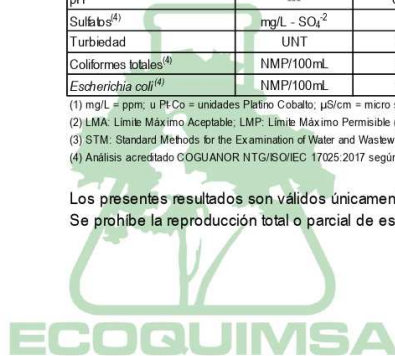 pH
Sulfatos(4) mg/L - SO4-2
Turbiedad UNT
Coliformes totales(4) NMP/100mL
Escherichia coli(4) NMP/100mL
(1) mg/L = ppm; u Pt-Co = unidades Platino Cobalto; µS/cm = micro
(2) LMA: Límite Máximo Aceptable; LMP: Límite Máximo Permisible
(3) STM: Standard Methods for the Examination of Water and
(4) Análisis acreditado COGUANOR NTG/ISO/IEC 17025:2017 según
Los presentes resultados son válidos
Se prohíbe la reproducción total o parcial de
ECOQUIMSA